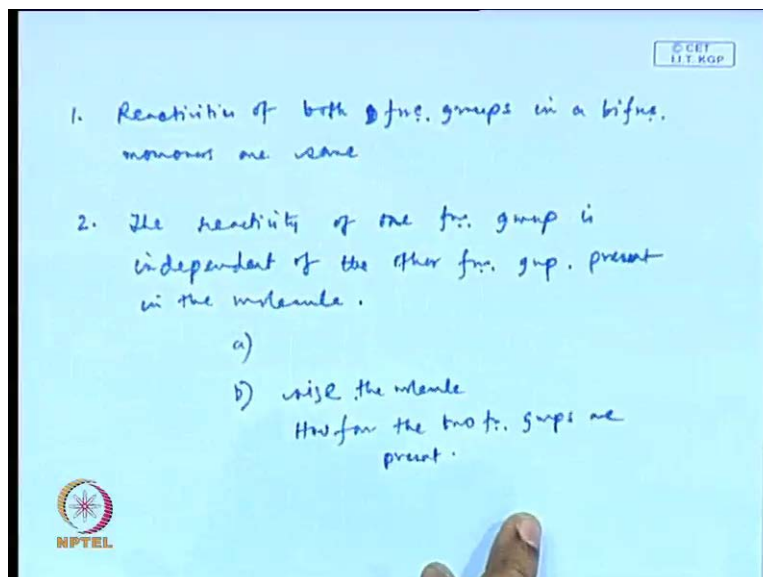 © CET
I.I.T. KGP
1. Reactivities of both fnc. groups in a bifnc.
monomers are same
2. The reactivity of one fnc. group is
independent of the other fnc. grp. present
in the molecule.
a)
b) size the molecule
How far the two fn. grups are
present.
NPTEL